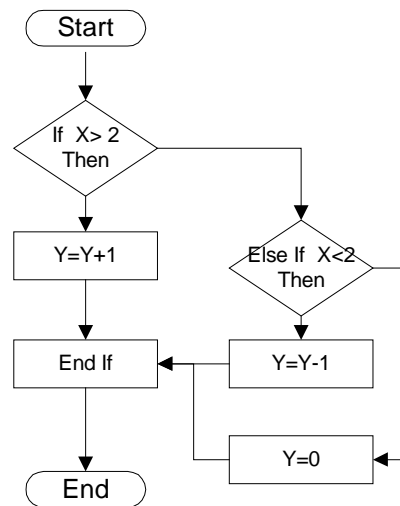 Start
If X> 2
Then
Y=Y+1
Else If X<2
Then
End If
Y=Y-1
Y=0
End